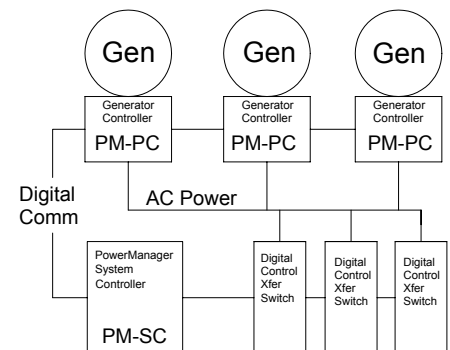 Gen
Gen
Gen
Generator
Controller
PM-PC
Generator
Controller
PM-PC
Generator
Controller
PM-PC
Digital
Comm
AC Power
PowerManager
System
Controller
PM-SC
Digital
Control
Xfer
Switch
Digital
Control
Xfer
Switch
Digital
Control
Xfer
Switch